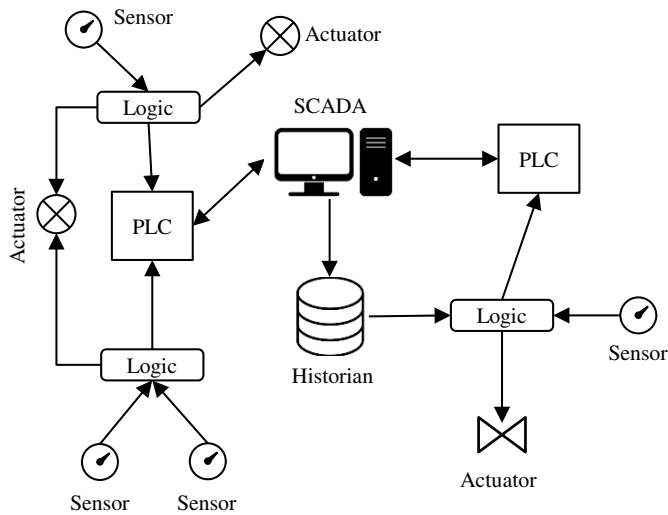 Sensor
Actuator
Logic
SCADA
PLC
Actuator
PLC
Logic
Sensor
Historian
Logic
Actuator
Sensor
Sensor